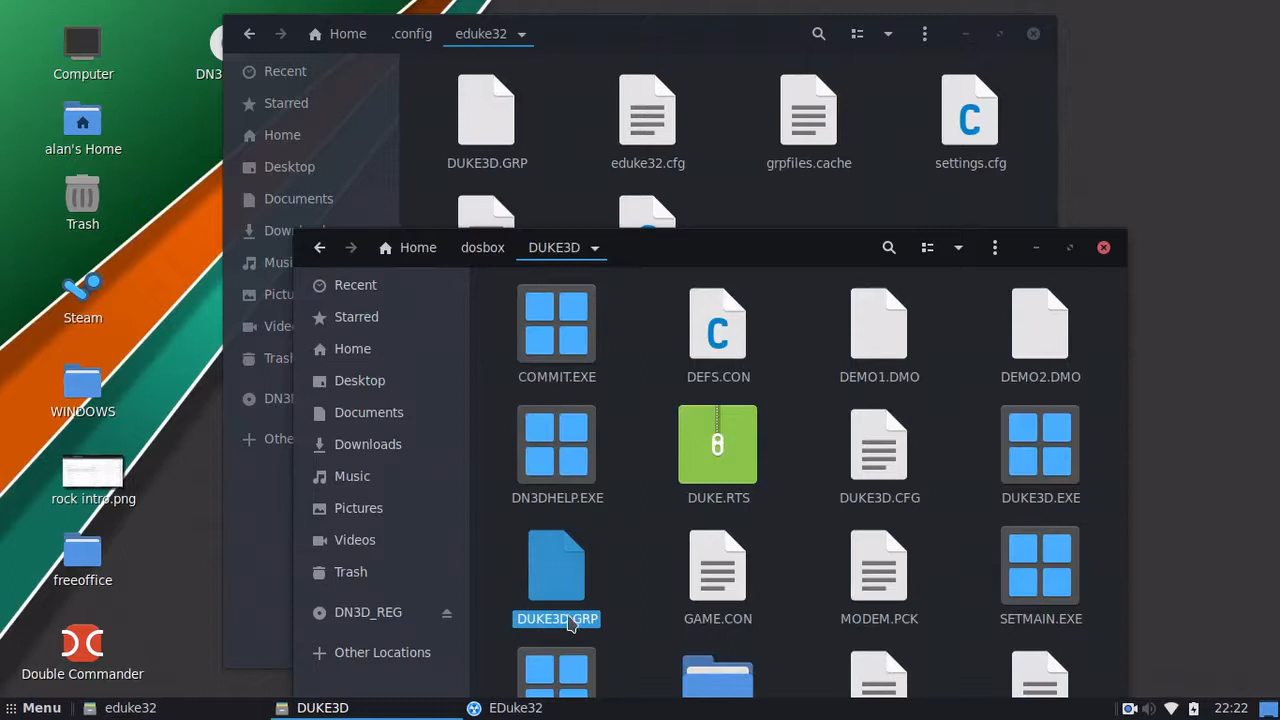 Computer
alan's Home
Trash
Steam
WINDOWS
rock intro.png
freeoffice
Double Commander
DN3
Home
.config
eduke32
Recent
Starred
Home
Desktop
Documents
Downl
Musi
Pictu
Video
Trash
DN3D
Othe
DUKE3D.GRP
eduke32.cfg
grpfiles.cache
settings.cfg
C
Home
dosbox
DUKE3D
Recent
Starred
Home
Desktop
Documents
Downloads
Music
Pictures
Videos
Trash
DN3D_REG
Other Locations
C
COMMIT.EXE
DEFS.CON
DEMO1.DMO
DEMO2.DMO
DN3DHELP.EXE
DUKE.RTS
DUKE3D.CFG
DUKE3D.EXE
DUKE3D.GRP
GAME.CON
MODEM.PCK
SETMAIN.EXE
Menu
eduke32
DUKE3D
EDuke32
22:22